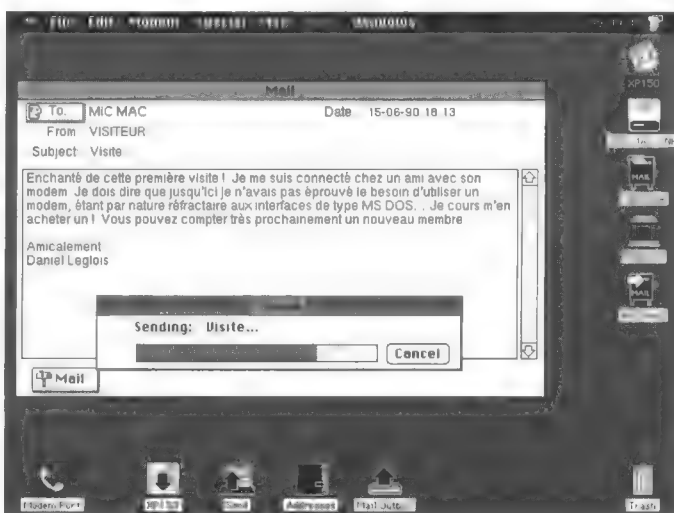 File Edit
Mail
To. MIC MAC Date 15-06-90 18 13
From VISITEUR
Subject Visite
Enchanté de cette première visite ! Je me suis connecté chez un ami avec son
modem Je dois dire que jusqu'ici je n'avais pas éprouvé le besoin d'utiliser un
modem, étant par nature réfractaire aux interfaces de type MS DOS. . Je cours m'en
acheter un ! Vous pouvez compter très prochainement un nouveau membre
Amicalement
Daniel Leglois
Sending: Visite...
Cancel
Mail
XP150
MAIL
MAIL
Modem Port
XP150
Send
Addresses
Mail Outb
Trash